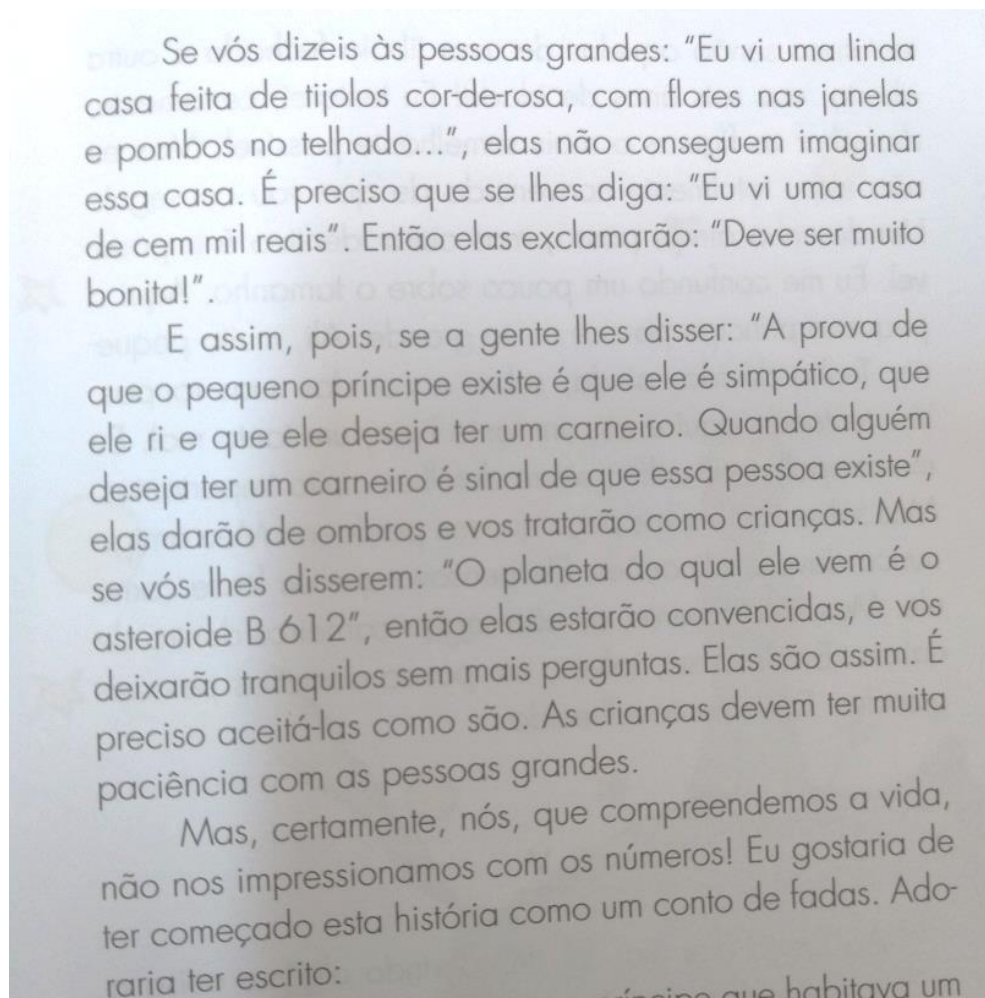 Se vós dizeis às pessoas grandes: “Eu vi uma linda
casa feita de tijolos cor-de-rosa, com flores nas janelas
e pombos no telhado...”, elas não conseguem imaginar
essa casa. É preciso que se lhes diga: “Eu vi uma casa
de cem mil reais”. Então elas exclamarão: “Deve ser muito
bonita!”
E assim, pois, se a gente lhes disser: “A prova de
que o pequeno príncipe existe é que ele é simpático, que
ele ri e que ele deseja ter um carneiro. Quando alguém
deseja ter um carneiro é sinal de que essa pessoa existe”,
elas darão de ombros e vos tratarão como crianças. Mas
se vós lhes disserem: “O planeta do qual ele vem é o
asteroide B 612”, então elas estarão convencidas, e vos
deixarão tranquilos sem mais perguntas. Elas são assim. É
preciso aceitá-las como são. As crianças devem ter muita
paciência com as pessoas grandes.
Mas, certamente, nós, que compreendemos a vida,
não nos impressionamos com os números! Eu gostaria de
ter começado esta história como um conto de fadas. Ado-
raria ter escrito:
que habitava um